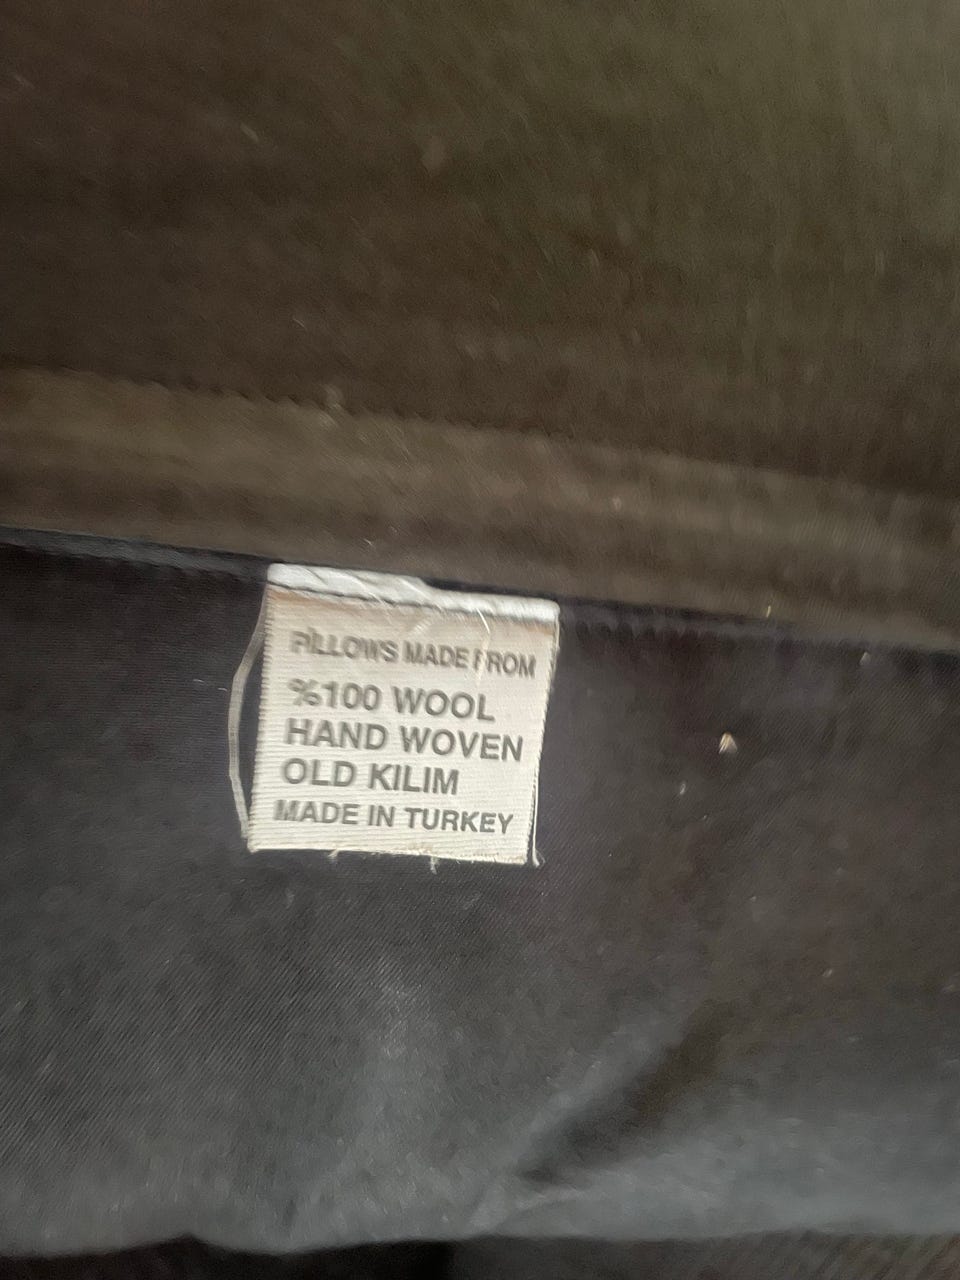 PILLOWS MADE FROM
%100 WOOL
HAND WOVEN
OLD KILIM
MADE IN TURKEY